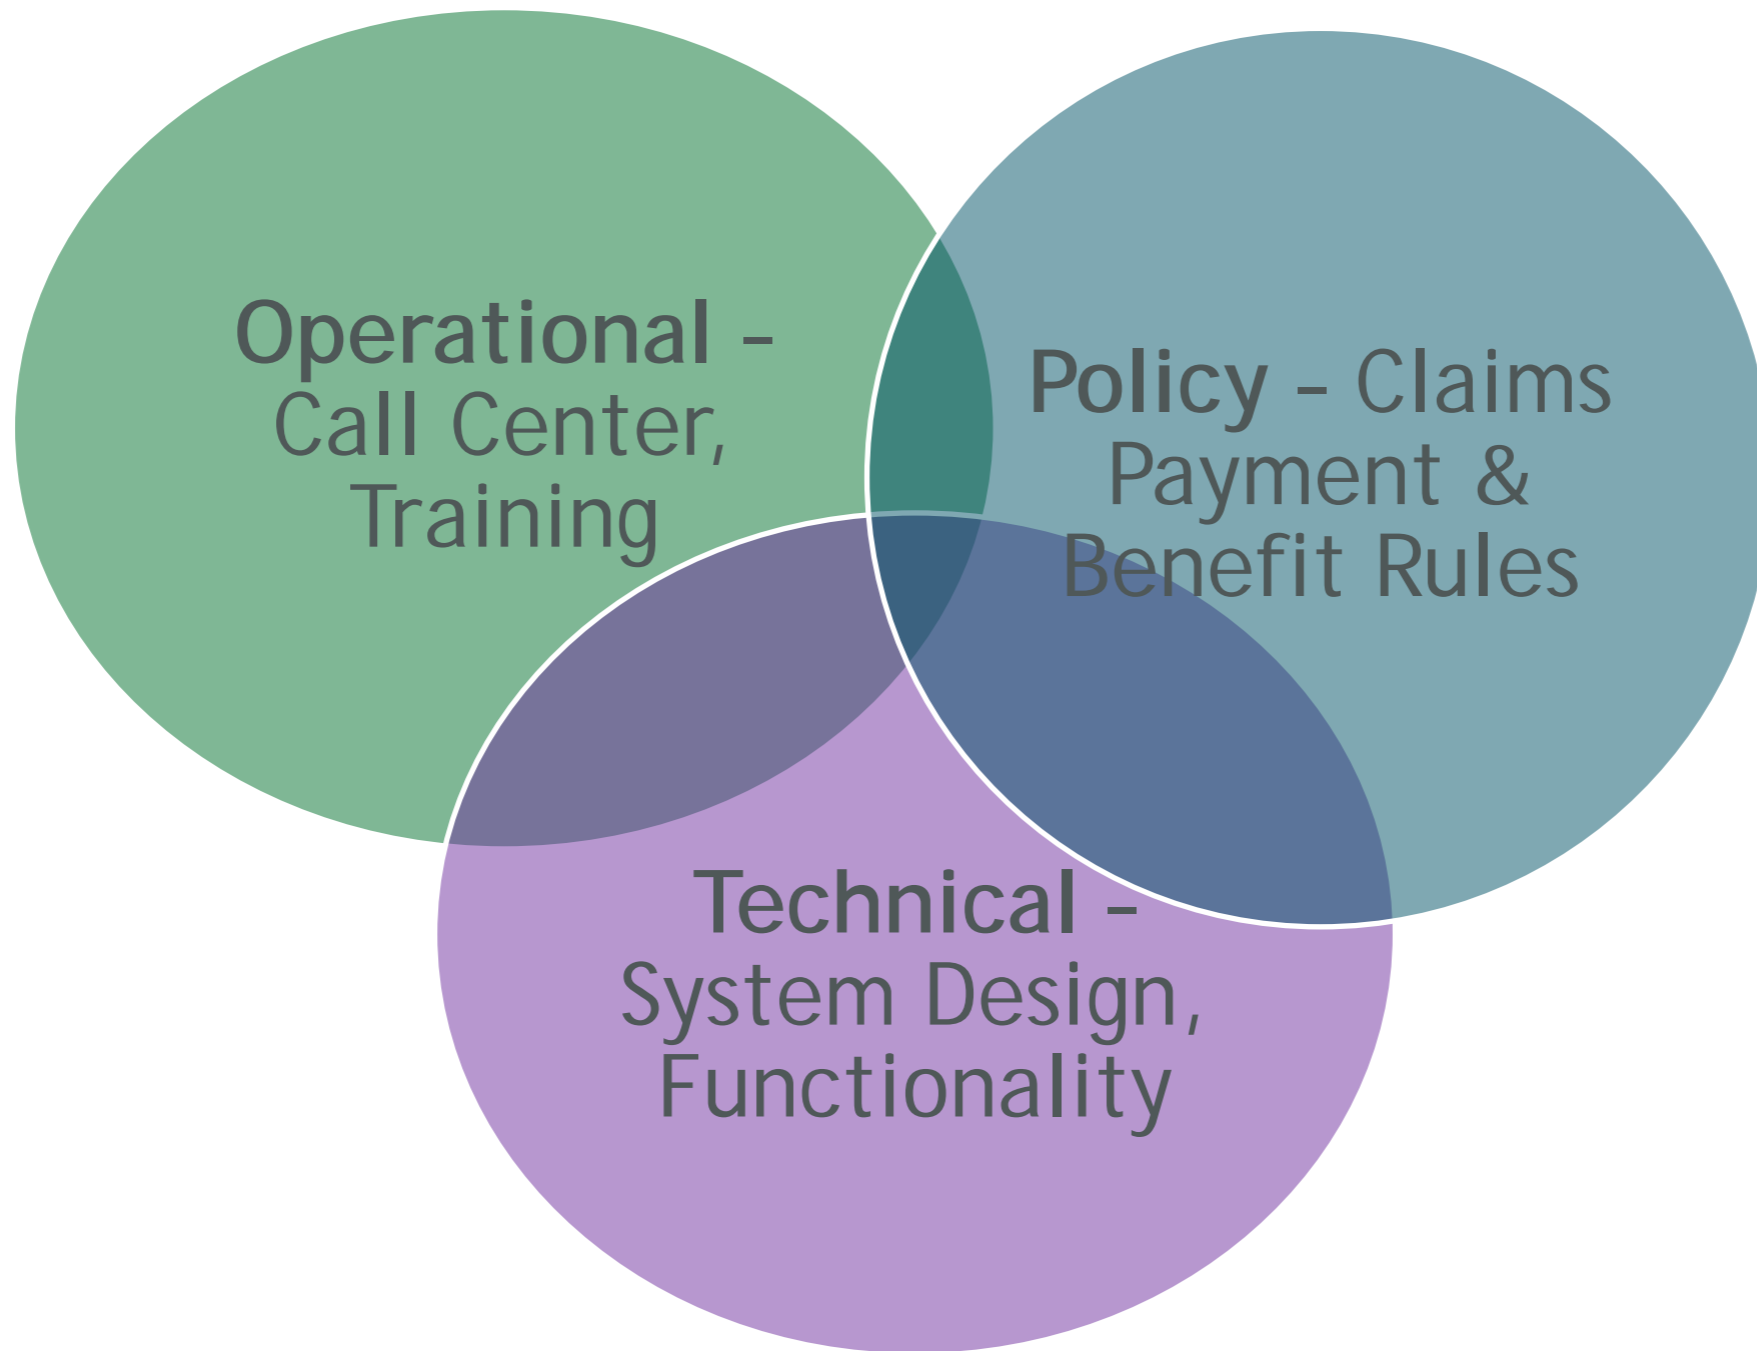 Operational -
Call Center,
Training
Policy - Claims
Payment &
Benefit Rules
Technical -
System Design,
Functionality